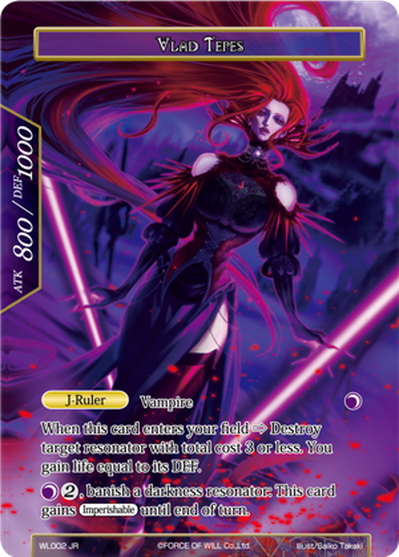 Vlad Tepes
ATK 800 / DEF 1000
J-Ruler Vampire
When this card enters your field ⇨ Destroy
target resonator with total cost 3 or less. You
gain life equal to its DEF.
2, banish a darkness resonator: This card
gains Imperishable until end of turn.
WL002 JR ©FORCE OF WILL Co.,Ltd. Illust/Saiko Takaki